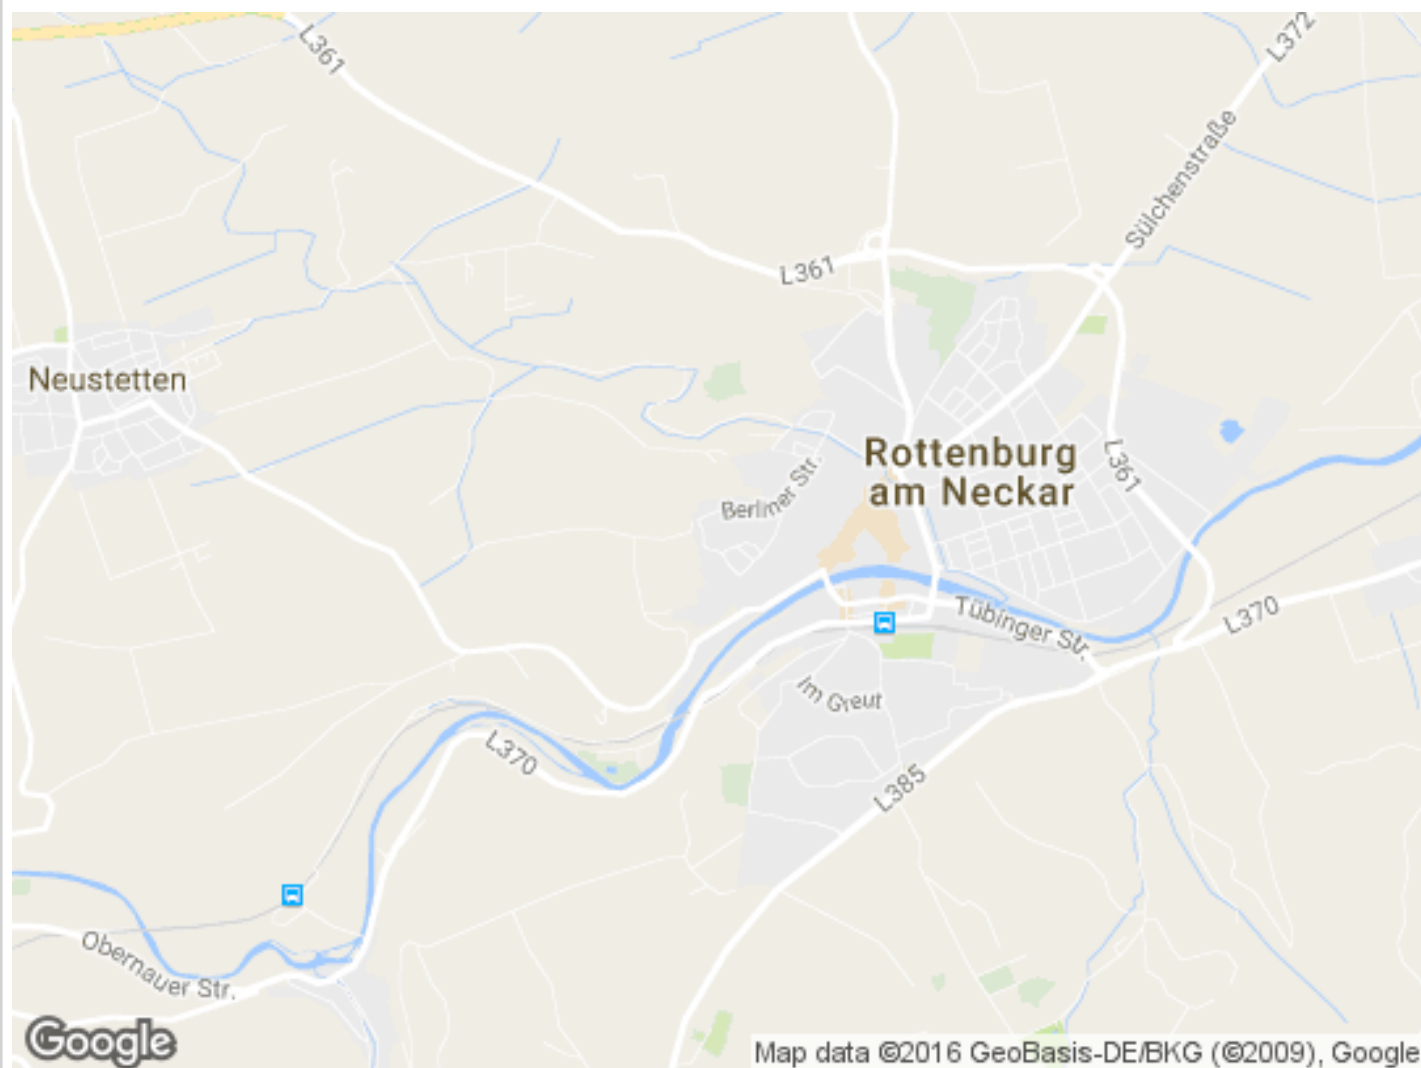 L361
L372
Sülchenstraße
L361
Neustetten
Rottenburg
am Neckar
L361
Berliner Str.
Tübinger Str.
L370
Im Greut
L370
L385
Obernauer Str.
Google
Map data ©2016 GeoBasis-DE/BKG (©2009), Google